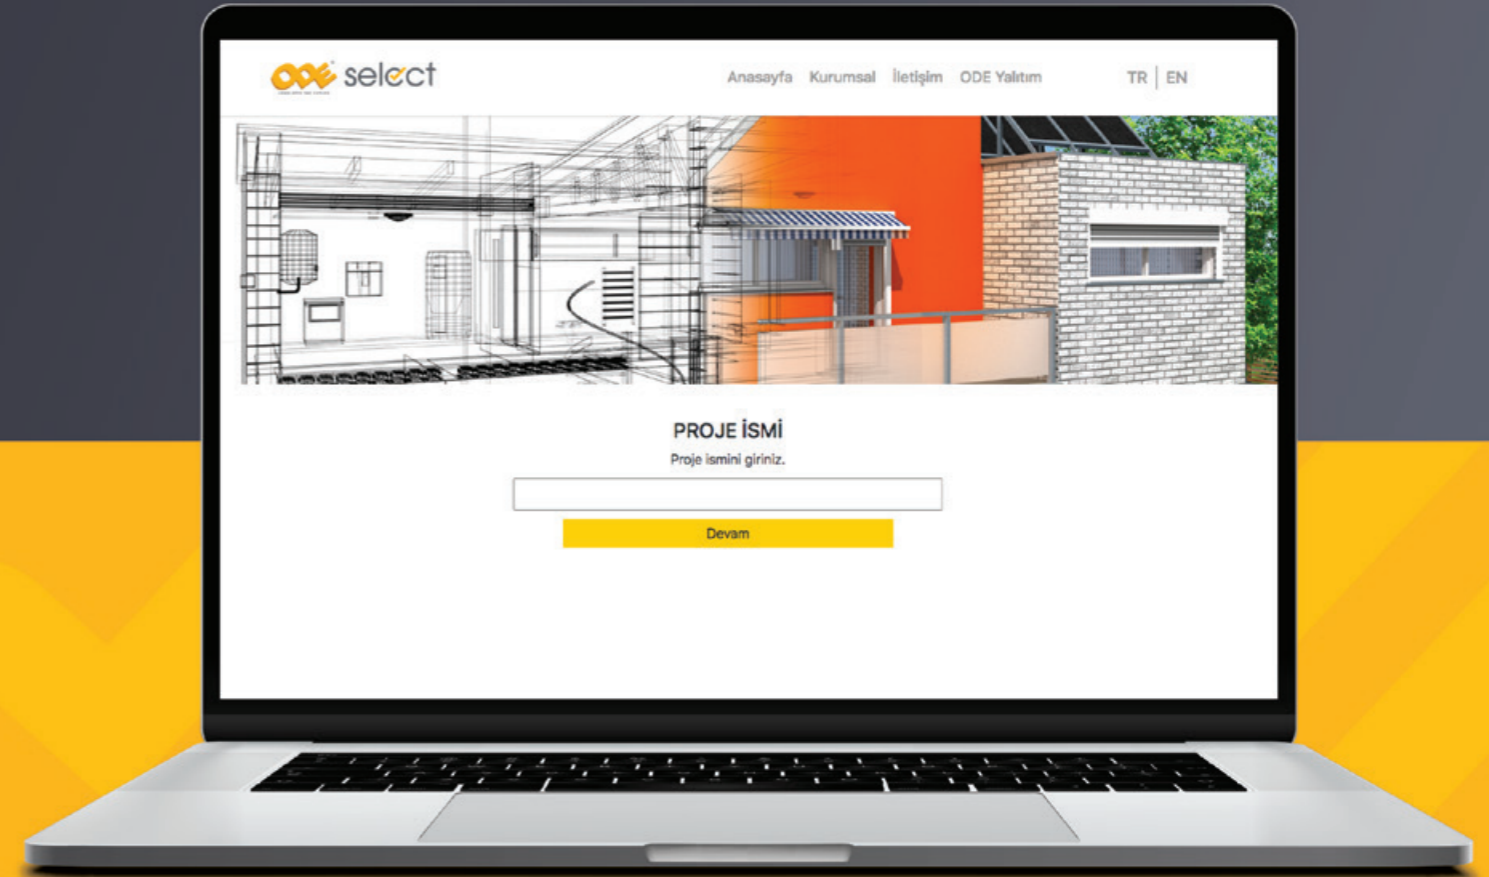 ODE select
Anasayfa Kurumsal İletişim ODE Yalıtım TR | EN
PROJE İSMİ
Proje ismini giriniz.
Devam